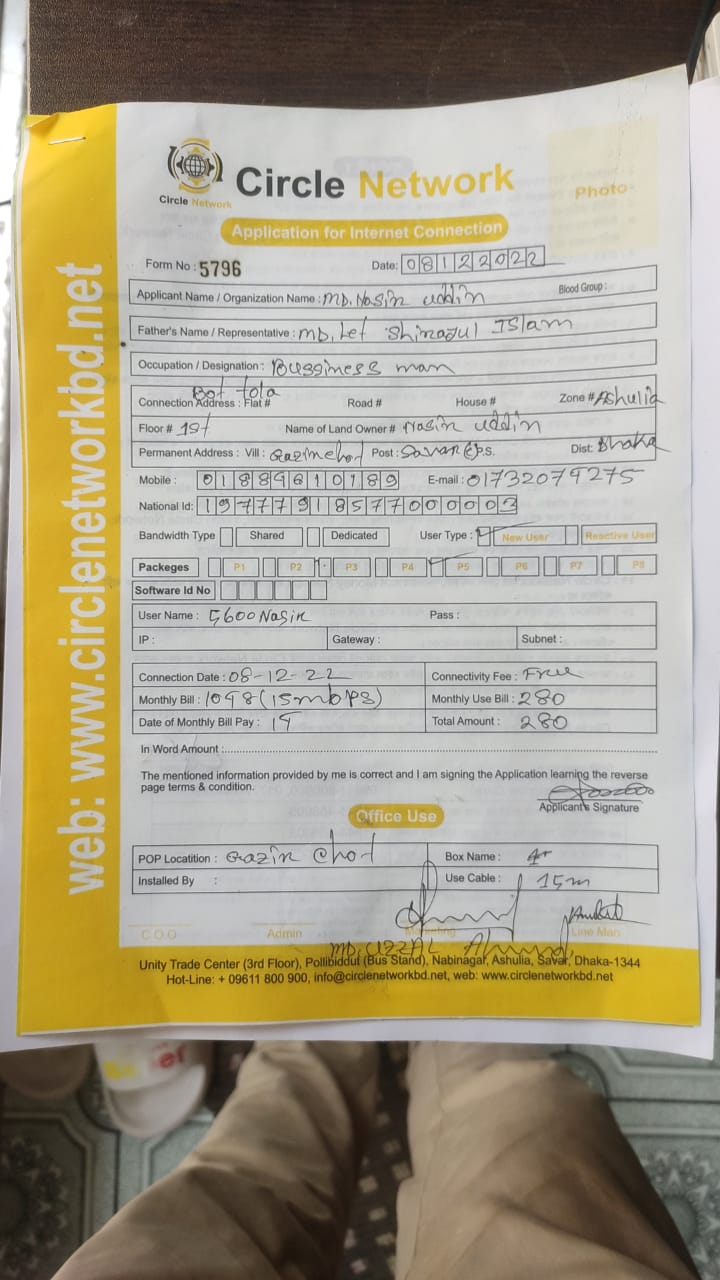 web: www.circlenetworkbd.net
Circle Network
Circle Network
Photo
Application for Internet Connection
Form No : 5796 Date: 08122022
Applicant Name / Organization Name : MD. Nasir uddin Blood Group :
Father's Name / Representative : MD. Let Shirazul Islam
Occupation / Designation : Bussiness man
Bot tola
Connection Address : Flat # Road # House # Zone # Ashulia
Floor # 1st Name of Land Owner # Nasir uddin
Permanent Address : Vill : Post : Savar P.S. Dist: Dhaka
Mobile : 01889610189 E-mail : 01732079275
National Id: 19777918577000003
Bandwidth Type Shared Dedicated User Type : New User Reactive User
Packeges P1 P2 P3 P4 P5 P6 P7 P8
Software Id No
User Name : 5600Nasir Pass :
IP : Gateway : Subnet :
Connection Date : 08-12-22 Connectivity Fee : Free
Monthly Bill : 1098 (15mbps) Monthly Use Bill : 280
Date of Monthly Bill Pay : Total Amount : 280
In Word Amount :
The mentioned information provided by me is correct and I am signing the Application learning the reverse
page terms & condition.
Applicant's Signature
Office Use
POP Locatition : Gazir chot Box Name :
Installed By : Use Cable : 15m
C.O.O Admin Marketing Line Man
MD. UZZAL Ahmed
Unity Trade Center (3rd Floor), Pollibiddut (Bus Stand), Nabinagar, Ashulia, Savar, Dhaka-1344
Hot-Line: + 09611 800 900, info@circlenetworkbd.net, web: www.circlenetworkbd.net